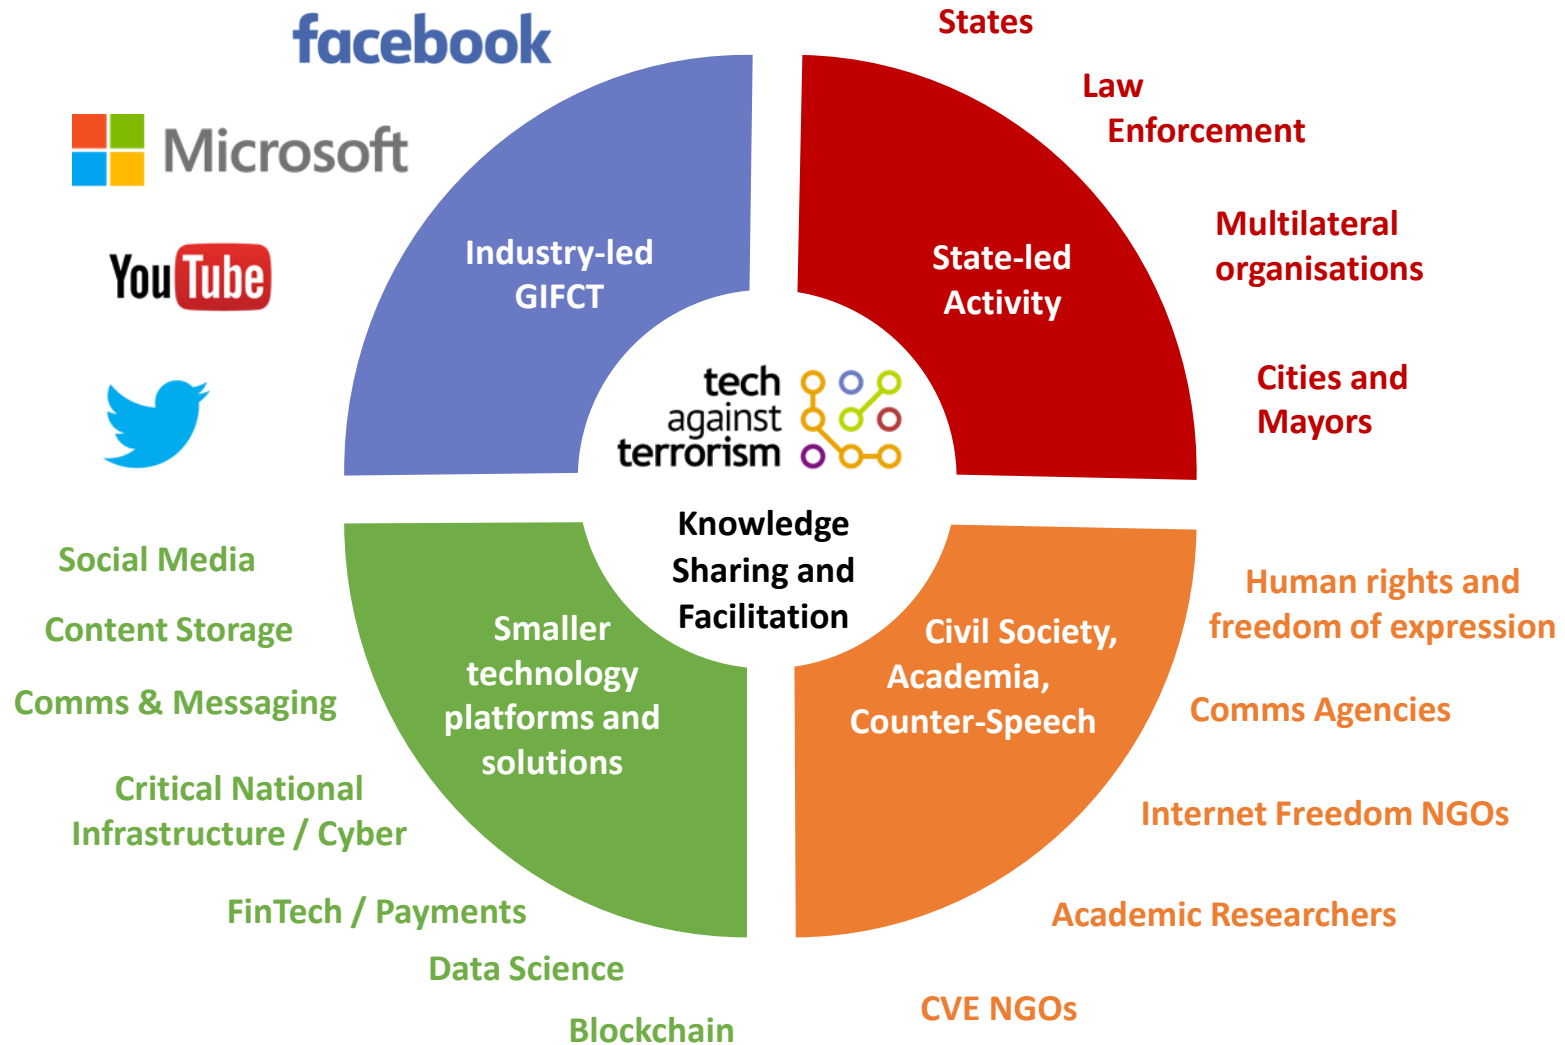 facebook
Microsoft
YouTube
Industry-led
GIFCT
States
Law
Enforcement
Multilateral
organisations
Cities and
Mayors
State-led
Activity
tech
against
terrorism
Knowledge
Sharing and
Facilitation
Social Media
Content Storage
Comms & Messaging
Critical National
Infrastructure / Cyber
FinTech / Payments
Data Science
Blockchain
Smaller
technology
platforms and
solutions
Civil Society,
Academia,
Counter-Speech
Human rights and
freedom of expression
Comms Agencies
Internet Freedom NGOs
Academic Researchers
CVE NGOs